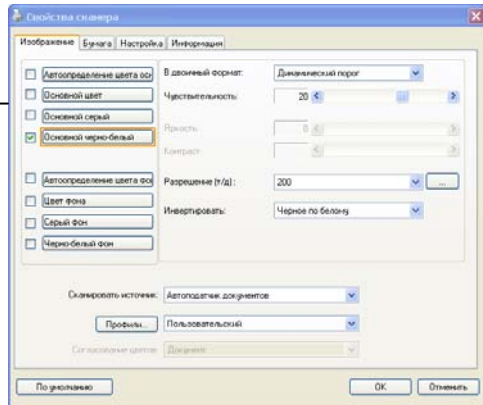 Свойства сканера
Изображение Бумага Настройка Информация
Автоопределение цвета осн
Основной цвет
Основной серый
Основной черно-белый
Автоопределение цвета фон
Цвет фона
Серый фон
Черно-белый фон
В двоичный формат: Динамический порог
Чувствительность: 20
Яркость: 0
Контраст:
Разрешение (т/д): 200 ...
Инвертировать: Черное по белому
Сканировать источник: Автоподатчик документов
Профили... Пользовательский
Согласование цветов: Документ
По умолчанию OK Отменить